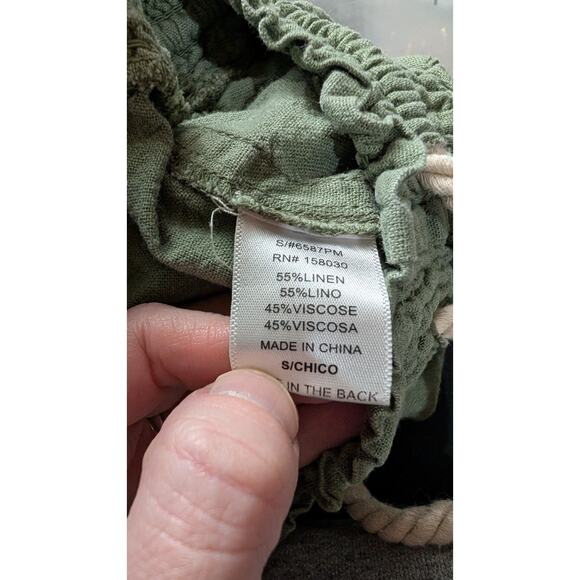 S/#6587PM
RN# 158030
55%LINEN
55%LINO
45%VISCOSE
45%VISCOSA
MADE IN CHINA
S/CHICO
IN THE BACK